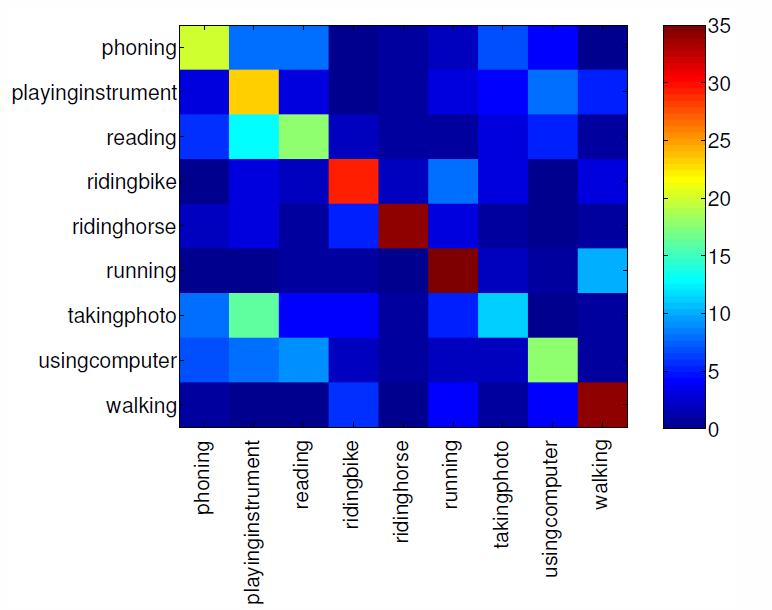 phoning
playinginstrument
reading
ridingbike
ridinghorse
running
takingphoto
usingcomputer
walking
phoning
playinginstrument
reading
ridingbike
ridinghorse
running
takingphoto
usingcomputer
walking
35
30
25
20
15
10
5
0